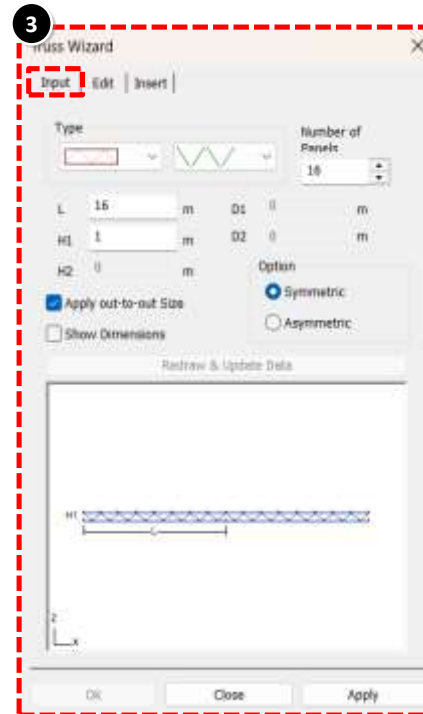 3
Truss Wizard
Input Edit Insert
Type
Number of
Panels
16
L 16 m D1 0 m
H1 1 m D2 0 m
H2 0 m
Option
Symmetric
Apply out-to-out Size
Asymmetric
Show Dimensions
Redraw & Update Data
H1
L
Z
x
Ok Close Apply